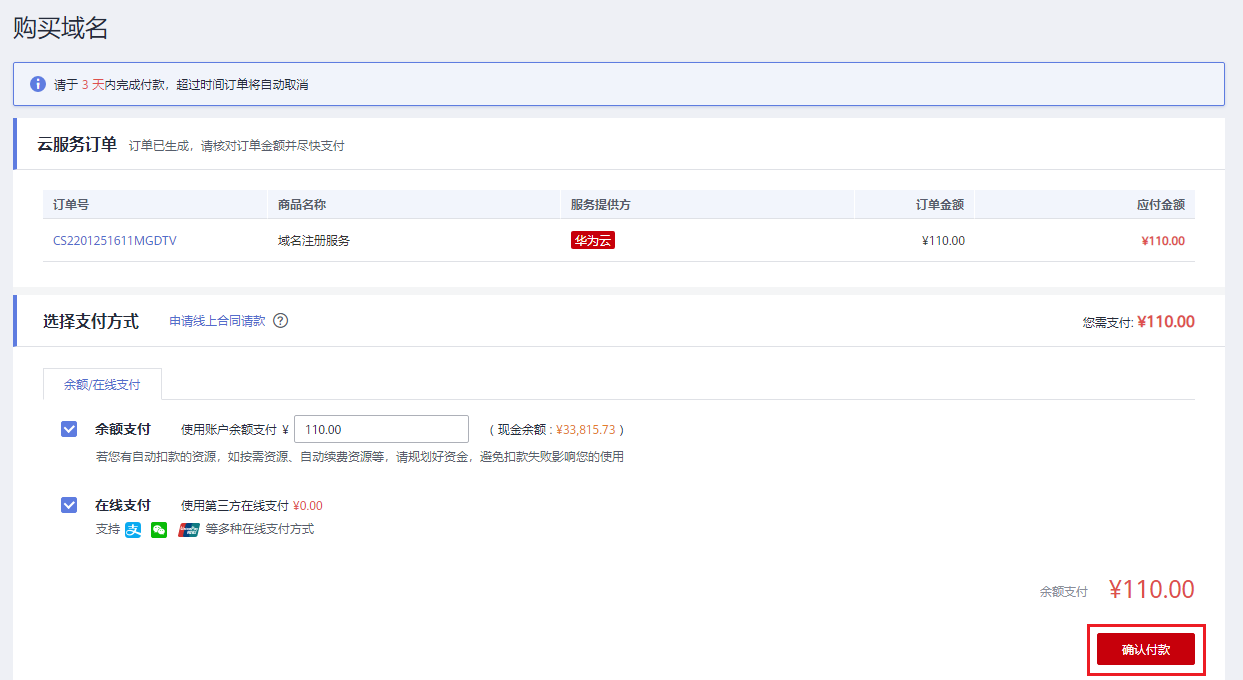 购买域名
请于 3 天内完成付款，超过时间订单将自动取消
云服务订单 订单已生成，请核对订单金额并尽快支付
订单号 商品名称 服务提供方 订单金额 应付金额
CS2201251611MGDTV 域名注册服务 华为云 ¥110.00 ¥110.00
选择支付方式 申请线上合同请款 ? 您需支付: ¥110.00
余额/在线支付
余额支付 使用账户余额支付 ¥ 110.00 ( 现金余额 : ¥33,815.73 )
若您有自动扣款的资源，如按需资源、自动续费资源等，请规划好资金，避免扣款失败影响您的使用
在线支付 使用第三方在线支付 ¥0.00
支持 支 等多种在线支付方式
余额支付 ¥110.00
确认付款